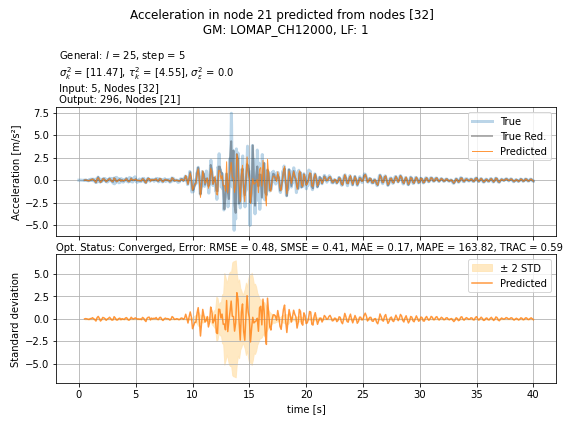 Acceleration in node 21 predicted from nodes [32]
GM: LOMAP_CH12000, LF: 1
General: l = 25, step = 5
σ²ₖ = [11.47], τ²ₖ = [4.55], σ²ε = 0.0
Input: 5, Nodes [32]
Output: 296, Nodes [21]
Acceleration [m/s²]
7.5
5.0
2.5
0.0
−2.5
−5.0
True
True Red.
Predicted
Opt. Status: Converged, Error: RMSE = 0.48, SMSE = 0.41, MAE = 0.17, MAPE = 163.82, TRAC = 0.59
Standard deviation
5.0
2.5
0.0
−2.5
−5.0
± 2 STD
Predicted
0 5 10 15 20 25 30 35 40
time [s]